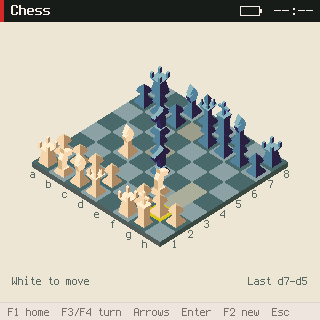 Chess --:--
8
7
6
5
4
3
2
1
a
b
c
d
e
f
g
h
White to move Last d7-d5
F1 home F3/F4 turn Arrows Enter F2 new Esc